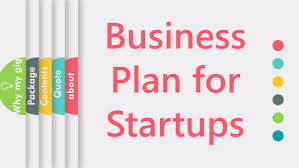 Business
Plan for
Startups
Why my gig
Package
Contents
Quote
about